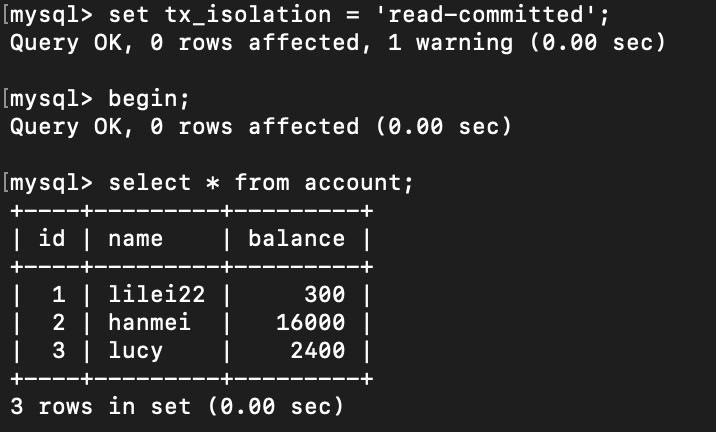 [mysql> set tx_isolation = 'read-committed';
Query OK, 0 rows affected, 1 warning (0.00 sec)
[mysql> begin;
Query OK, 0 rows affected (0.00 sec)
[mysql> select * from account;
+----+---------+---------+
| id | name    | balance |
+----+---------+---------+
|  1 | lilei22 |     300 |
|  2 | hanmei  |   16000 |
|  3 | lucy    |    2400 |
+----+---------+---------+
3 rows in set (0.00 sec)